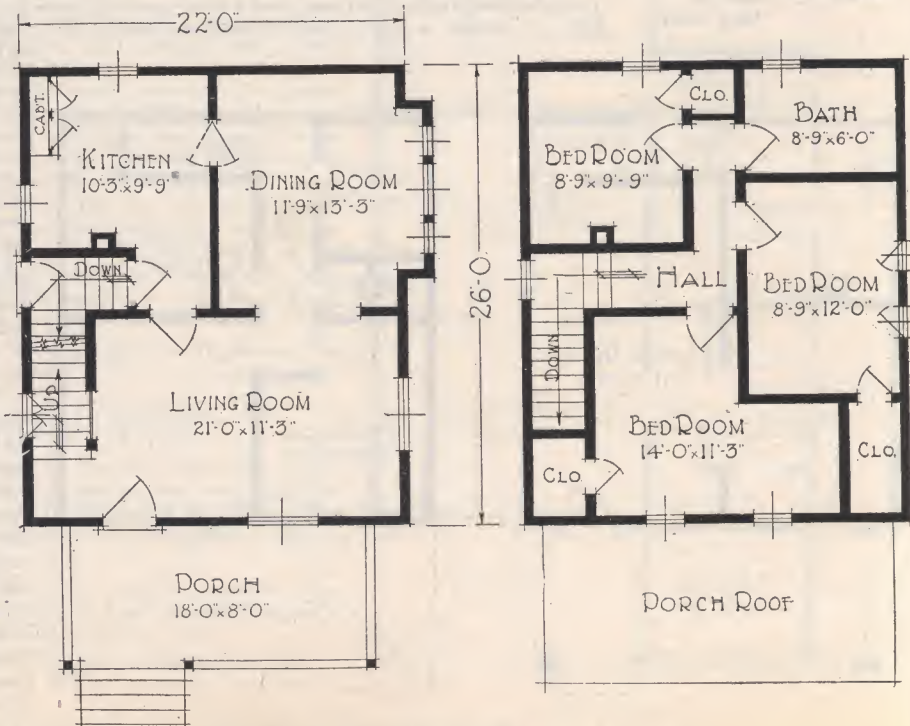 22'-0"
CAB'T.
KITCHEN
10'-3"x9'-9"
DINING ROOM
11'-9"x13'-3"
DOWN
UP
LIVING ROOM
21'-0"x11'-3"
PORCH
18'-0"x8'-0"
26'-0"
CLO.
BATH
8'-9"x6'-0"
BED ROOM
8'-9"x 9'-9"
HALL
BED ROOM
8'-9"x12'-0"
DOWN
BED ROOM
14'-0"x11'-3"
CLO.
CLO.
PORCH ROOF